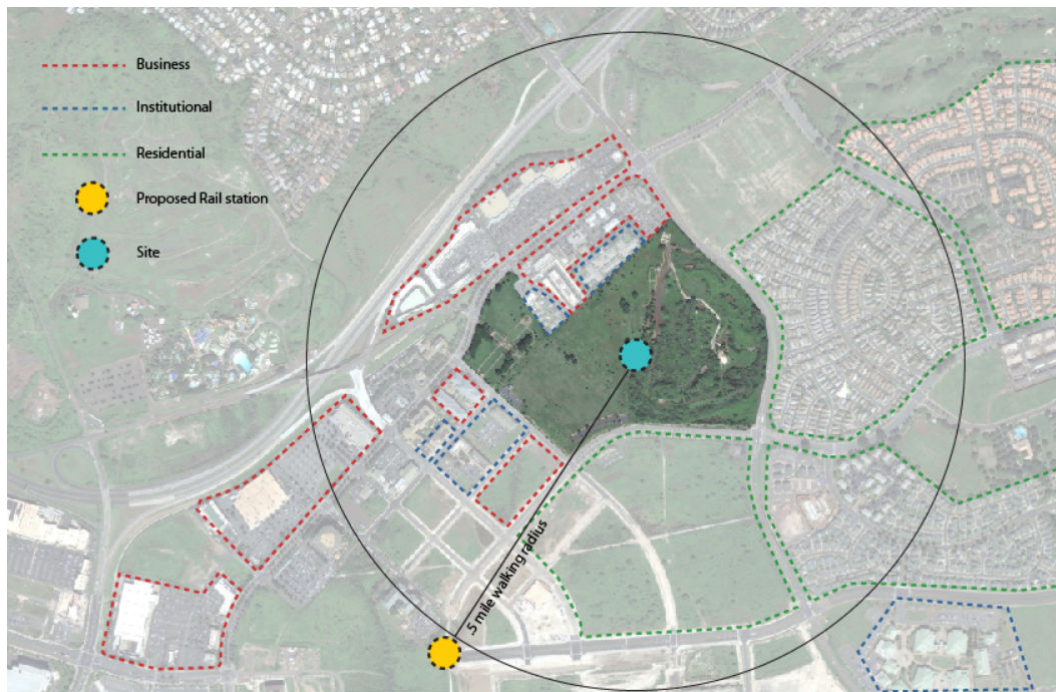 Business
Institutional
Residential
Proposed Rail station
Site
.5 mile walking radius